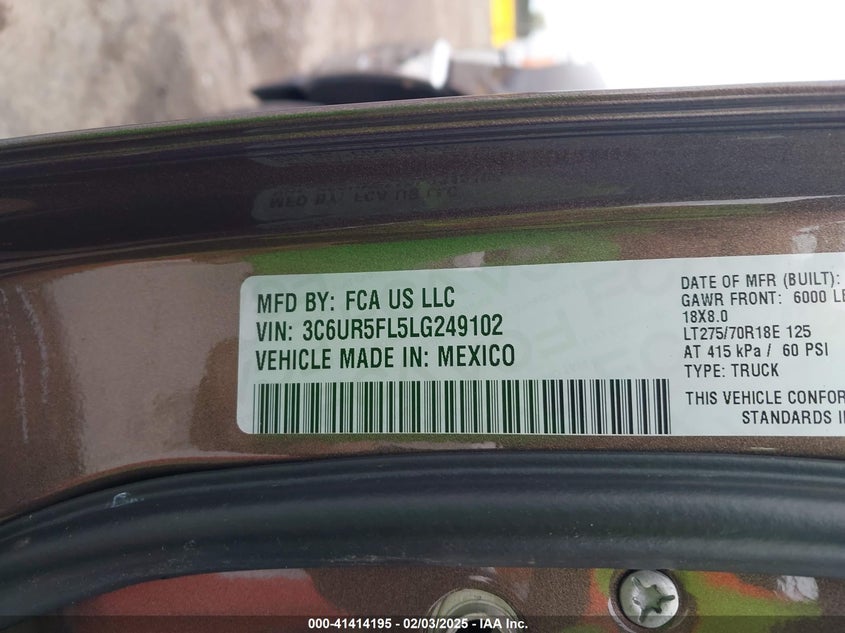 MFD BY: FCA US LLC
VIN: 3C6UR5FL5LG249102
VEHICLE MADE IN: MEXICO
DATE OF MFR (BUILT):
GAWR FRONT: 6000 LB
18X8.0
LT275/70R18E 125
AT 415 kPa / 60 PSI
TYPE: TRUCK
THIS VEHICLE CONFOR
STANDARDS I
000-41414195 - 02/03/2025 - IAA Inc.